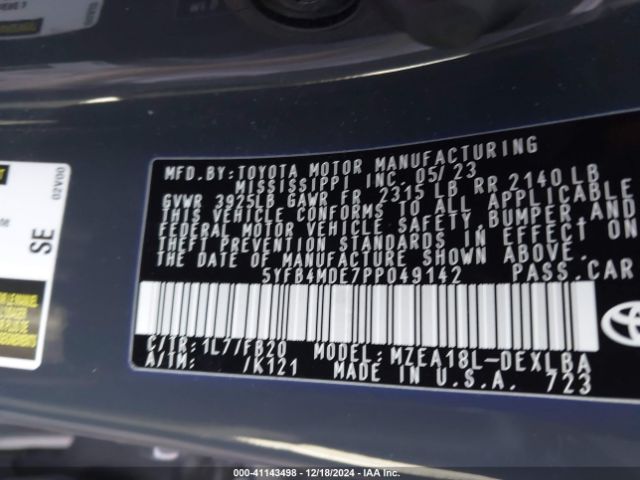 MFD. BY: TOYOTA MOTOR MANUFACTURING
MISSISSIPPI INC. 05/23
GVWR 3925LB GAWR FR 2315 LB RR 2140 LB
THIS VEHICLE CONFORMS TO ALL APPLICABLE
FEDERAL MOTOR VEHICLE SAFETY, BUMPER, AND
THEFT PREVENTION STANDARDS IN EFFECT ON
THE DATE OF MANUFACTURE SHOWN ABOVE.
5YFB4MDE7PP049142 PASS. CAR
C/TR: 1L77/FB20 MODEL: MZEA18L-DEXLBA
A/TM: /K121 MADE IN U.S.A. 723
SE
02V00
000-41143498 - 12/18/2024 - IAAI Inc.